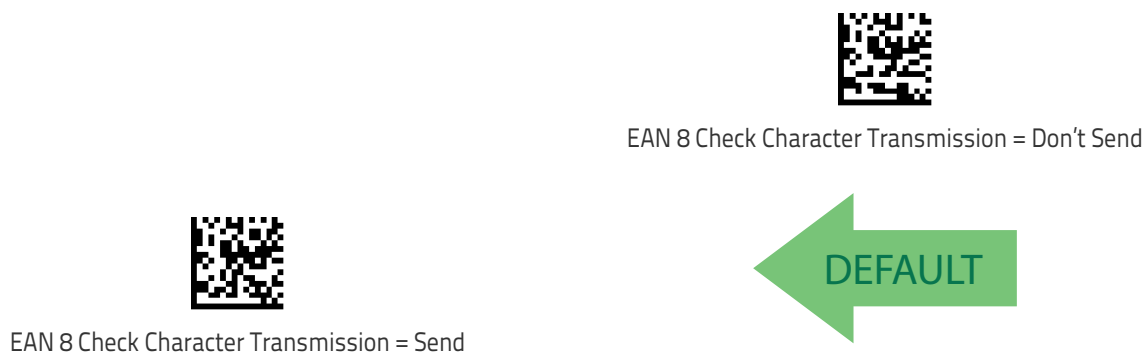 EAN 8 Check Character Transmission = Don't Send
DEFAULT
EAN 8 Check Character Transmission = Send